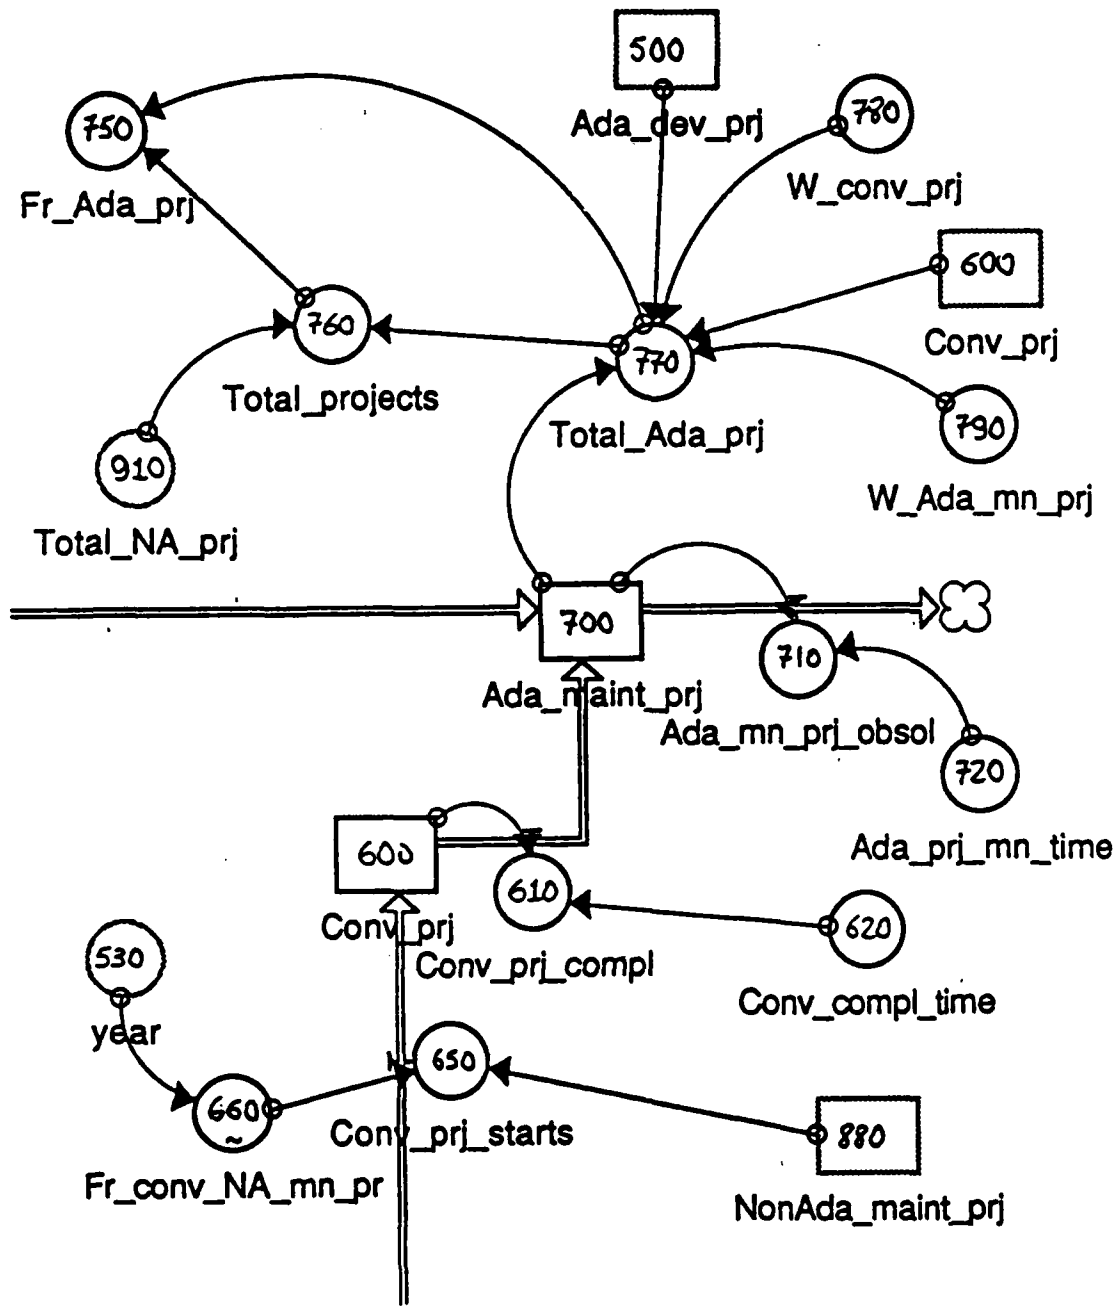 500
Ada_dev_prj
750
Fr_Ada_prj
780
W_conv_prj
600
Conv_prj
760
Total_projects
770
Total_Ada_prj
790
W_Ada_mn_prj
910
Total_NA_prj
700
Ada_maint_prj
710
Ada_mn_prj_obsol
720
Ada_prj_mn_time
600
Conv_prj
610
Conv_prj_compl
620
Conv_compl_time
530
year
650
Conv_prj_starts
660
~
Fr_conv_NA_mn_pr
880
NonAda_maint_prj